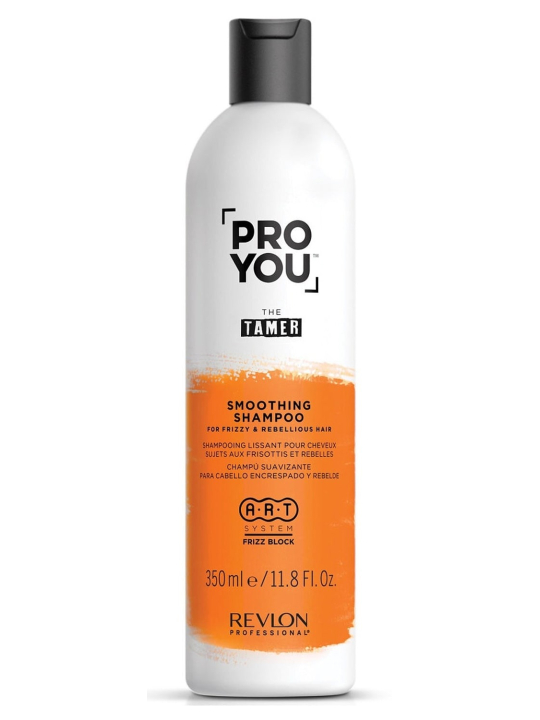 PRO
YOU™
THE
TAMER
SMOOTHING
SHAMPOO
FOR FRIZZY & REBELLIOUS HAIR
SHAMPOOING LISSANT POUR CHEVEUX
SUJETS AUX FRISOTTIS ET REBELLES
CHAMPÚ SUAVIZANTE
PARA CABELLO ENCRESPADO Y REBELDE
A·R·T
SYSTEM
FRIZZ BLOCK
350 ml e / 11.8 Fl. Oz.
REVLON
PROFESSIONAL®